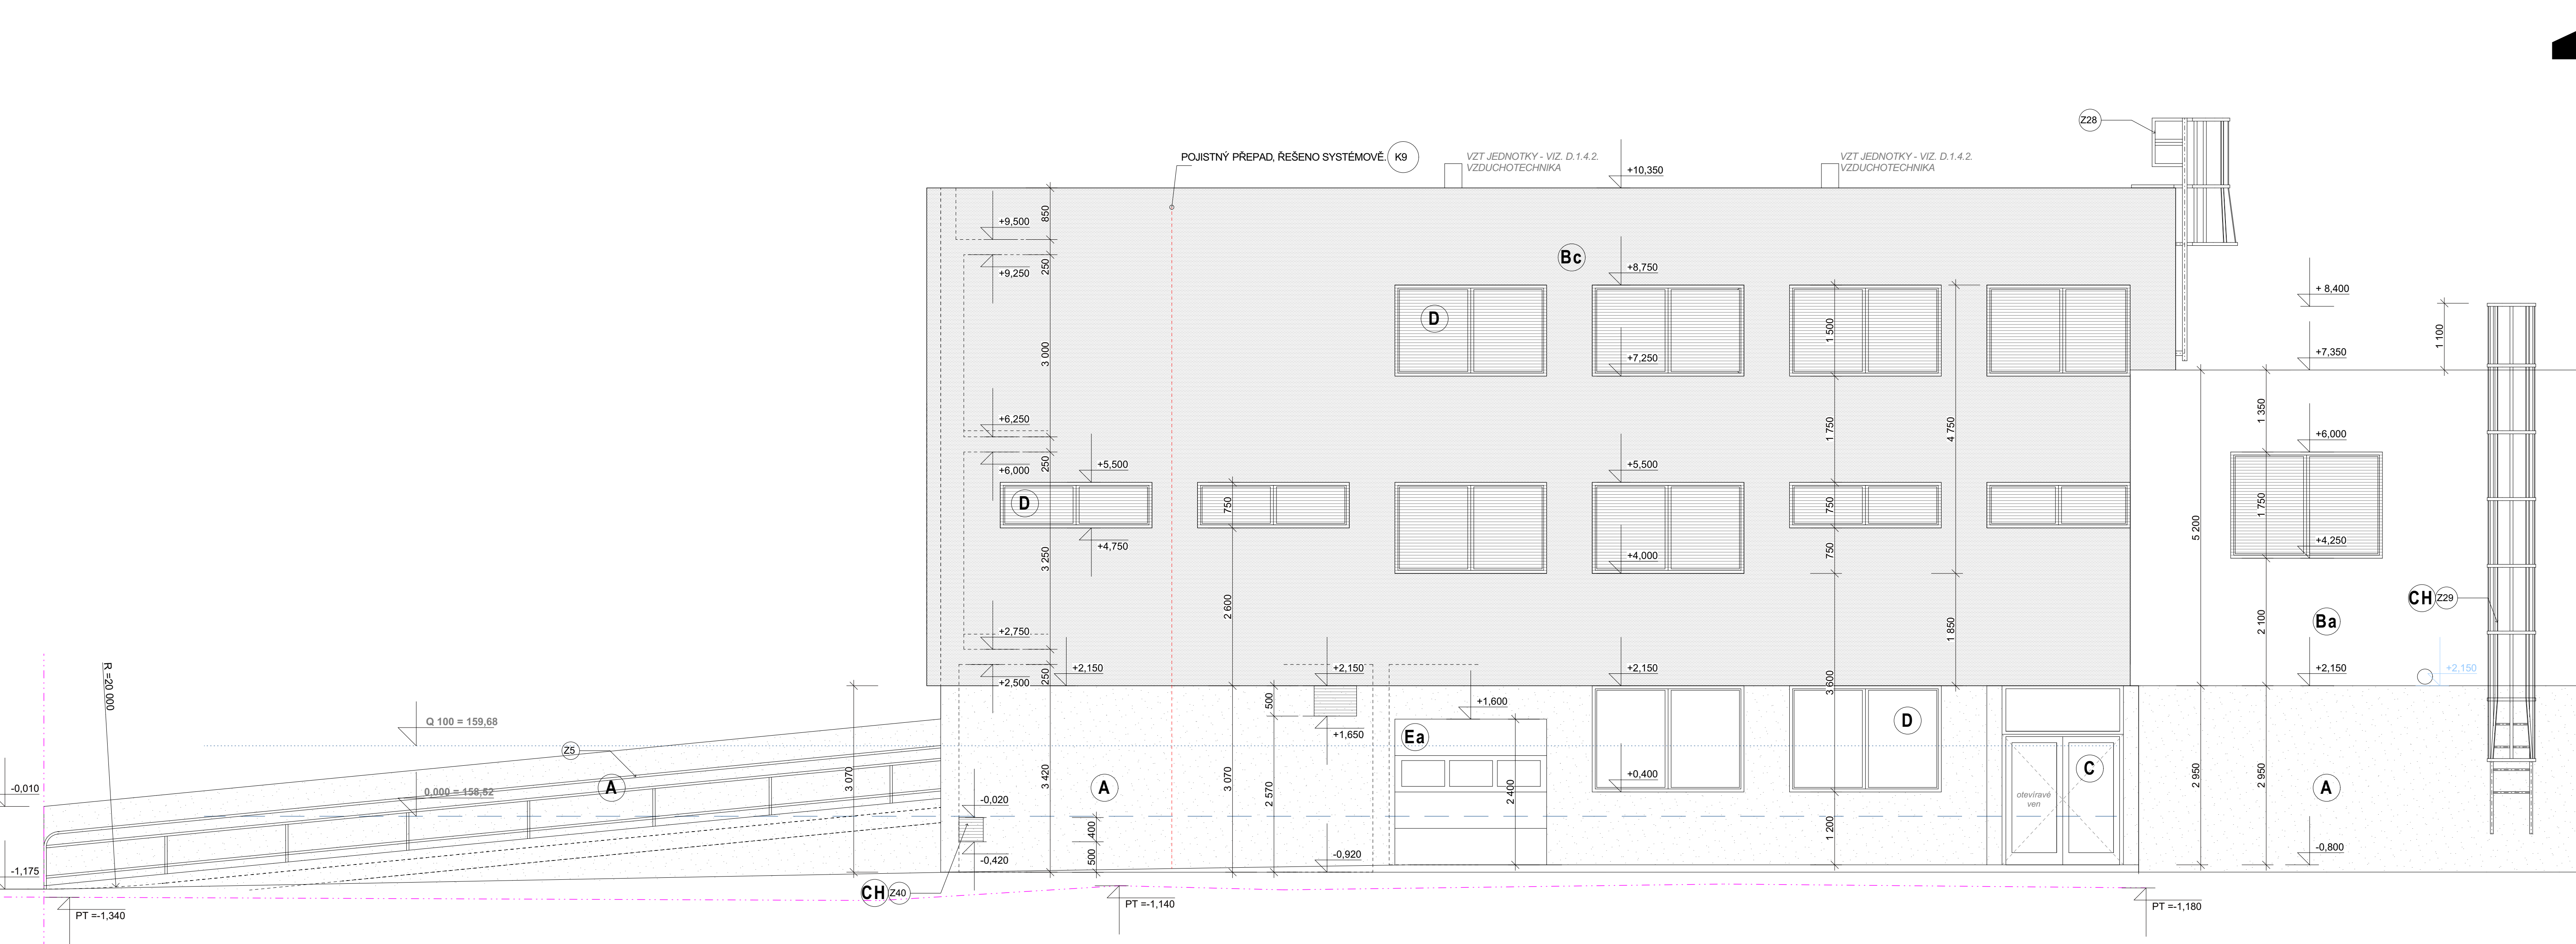 Z28
POJISTNÝ PŘEPAD, ŘEŠENO SYSTÉMOVĚ.
K9
VZT JEDNOTKY - VIZ. D.1.4.2.
VZDUCHOTECHNIKA
VZT JEDNOTKY - VIZ. D.1.4.2.
VZDUCHOTECHNIKA
+10,350
850
+9,500
+9,250
250
Bc
+8,750
+ 8,400
D
1 500
1 100
3 000
+7,250
+7,350
+6,250
1 750
4 750
1 350
+6,000
+6,000
250
+5,500
+5,500
D
750
750
1 750
5 200
+4,750
+4,000
750
+4,250
3 250
2 600
CH
Z29
Ba
2 100
1 850
+2,750
+2,500
250
+2,150
+2,150
+2,150
+2,150
+2,150
3 600
R =20 000
500
+1,600
+1,650
Q 100 = 159,68
Z5
Ea
D
C
3 070
3 420
3 070
2 570
2 400
+0,400
2 950
2 950
A
A
A
-0,010
0,000 = 158,52
-0,020
400
otevíravé
ven
1 200
-0,420
500
-0,920
-0,800
-1,175
CH
Z40
PT =-1,340
PT =-1,140
PT =-1,180